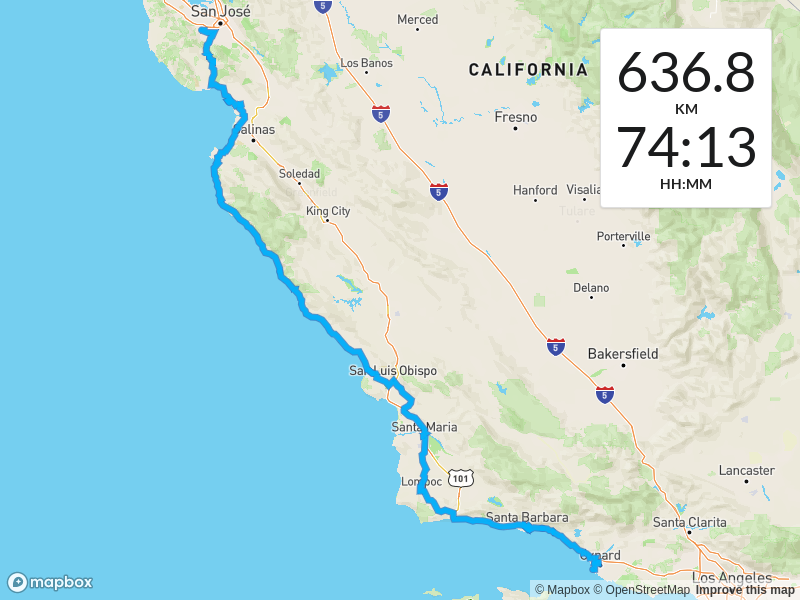 San José
Merced
Los Banos
CALIFORNIA
636.8
KM
74:13
HH:MM
5
5
Fresno
Salinas
Soledad
5
Hanford
Visalia
Tulare
King City
Porterville
Delano
5
Bakersfield
San Luis Obispo
5
Santa Maria
Lancaster
Lompoc
101
Santa Barbara
Santa Clarita
Oxnard
Los Angeles
mapbox
© Mapbox © OpenStreetMap Improve this map